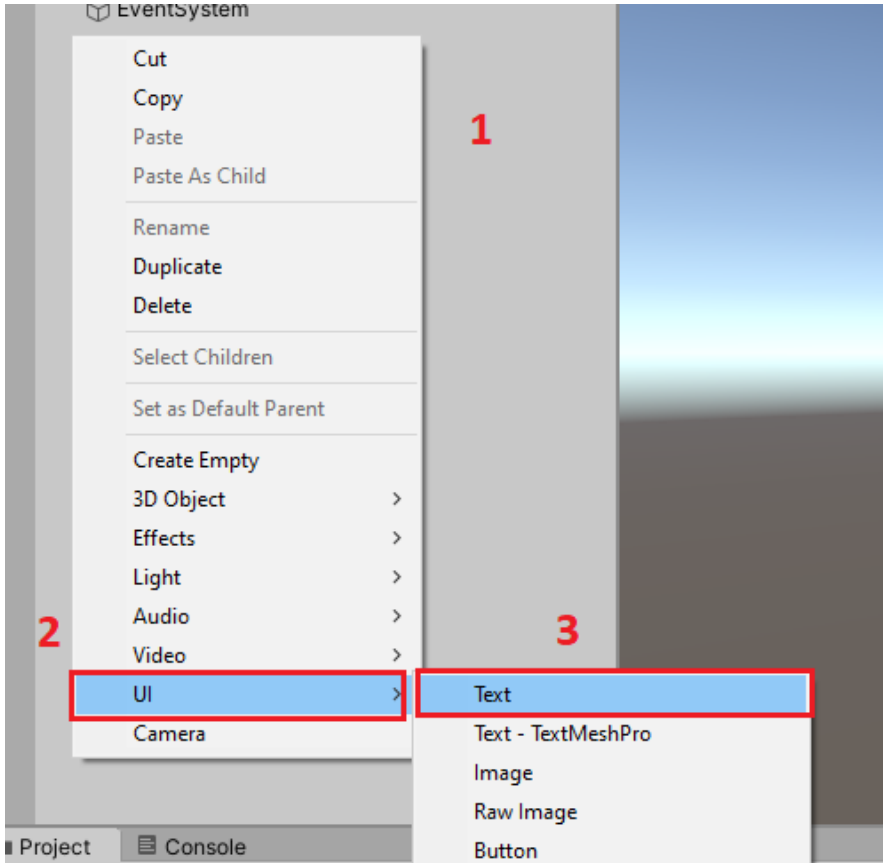 EventSystem
Cut
Copy
1
Paste
Paste As Child
Rename
Duplicate
Delete
Select Children
Set as Default Parent
Create Empty
3D Object
Effects
Light
Audio
2
3
Video
UI
Text
Camera
Text - TextMeshPro
Image
Raw Image
Project
Console
Button